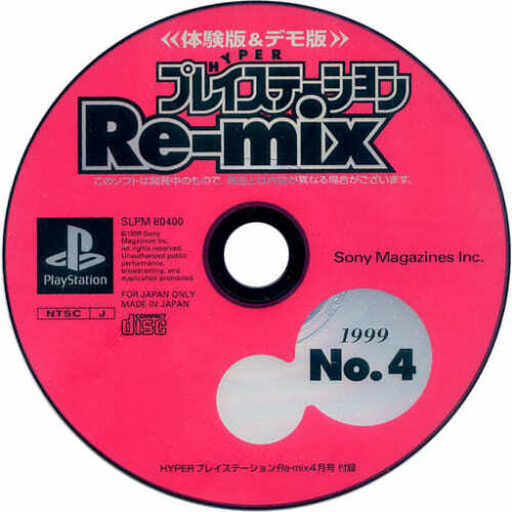 ≪体験版&デモ版≫
HYPER
プレイステーション
Re-mix
このソフトは開発中のもので、商品とは内容が異なる場合がございます。
SLPM 80400
©1999 Sony
Magazines Inc.
All rights reserved.
Unauthorized public
performance,
broadcasting, and
duplication prohibited.
PlayStation
FOR JAPAN ONLY
MADE IN JAPAN
NTSC J
COMPACT
disc
Sony Magazines Inc.
1999
No.4
HYPERプレイステーションRe-mix4月号 付録